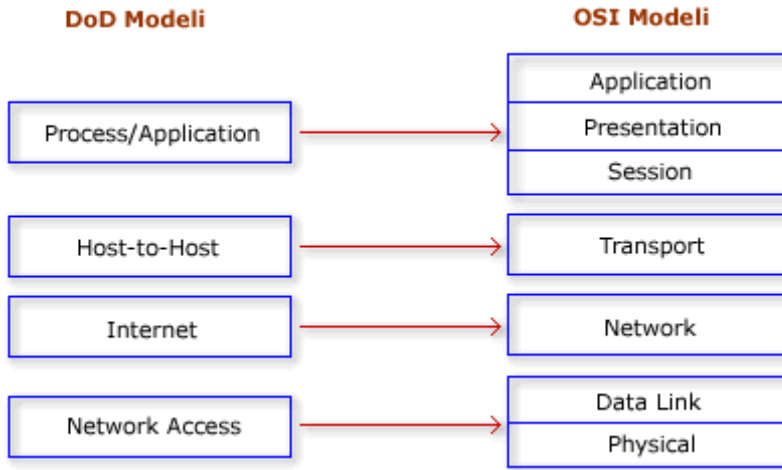 DoD Modeli
OSI Modeli
Process/Application
Application
Presentation
Session
Host-to-Host
Transport
Internet
Network
Network Access
Data Link
Physical